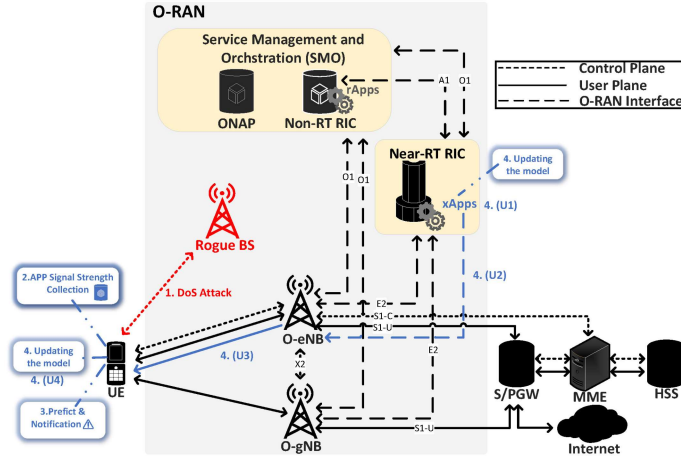 O-RAN
Service Management and
Orchstration (SMO)
ONAP
Non-RT RIC
rApps
A1
O1
Control Plane
User Plane
O-RAN Interface
Near-RT RIC
xApps
4. Updating
the model
4. (U1)
O1
O1
Rogue BS
1. DoS Attack
2.APP Signal Strength
Collection
4. (U2)
E2
S1-C
S1-U
O-eNB
4. (U3)
4. Updating
the model
4. (U4)
UE
X2
E2
3.Prefict &
Notification
S/PGW
MME
HSS
S1-U
O-gNB
Internet